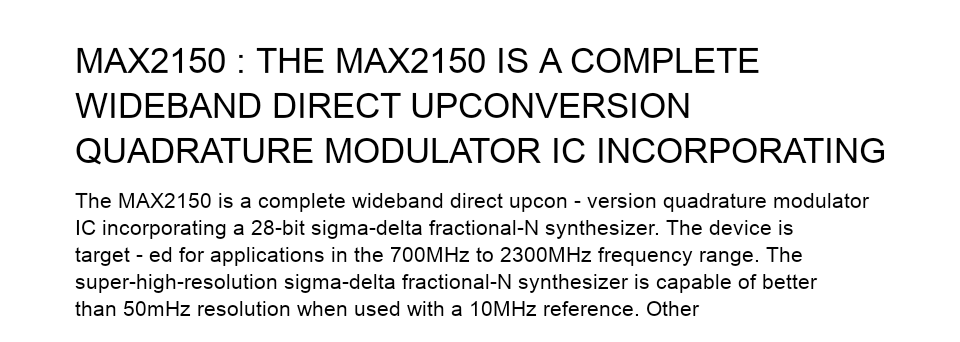 MAX2150 : THE MAX2150 IS A COMPLETE
WIDEBAND DIRECT UPCONVERSION
QUADRATURE MODULATOR IC INCORPORATING
The MAX2150 is a complete wideband direct upcon - version quadrature modulator
IC incorporating a 28-bit sigma-delta fractional-N synthesizer. The device is
target - ed for applications in the 700MHz to 2300MHz frequency range. The
super-high-resolution sigma-delta fractional-N synthesizer is capable of better
than 50mHz resolution when used with a 10MHz reference. Other